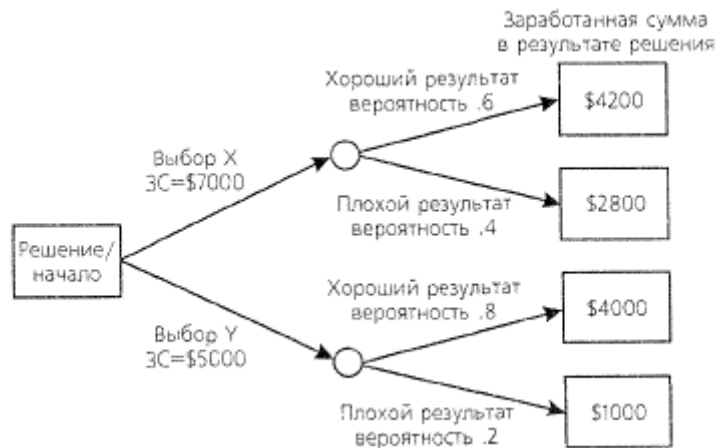 Заработанная сумма
в результате решения
Хороший результат
вероятность .6
$4200
Выбор X
ЗС=$7000
Плохой результат
вероятность .4
$2800
Решение/
начало
Хороший результат
вероятность .8
$4000
Выбор Y
ЗС=$5000
Плохой результат
вероятность .2
$1000